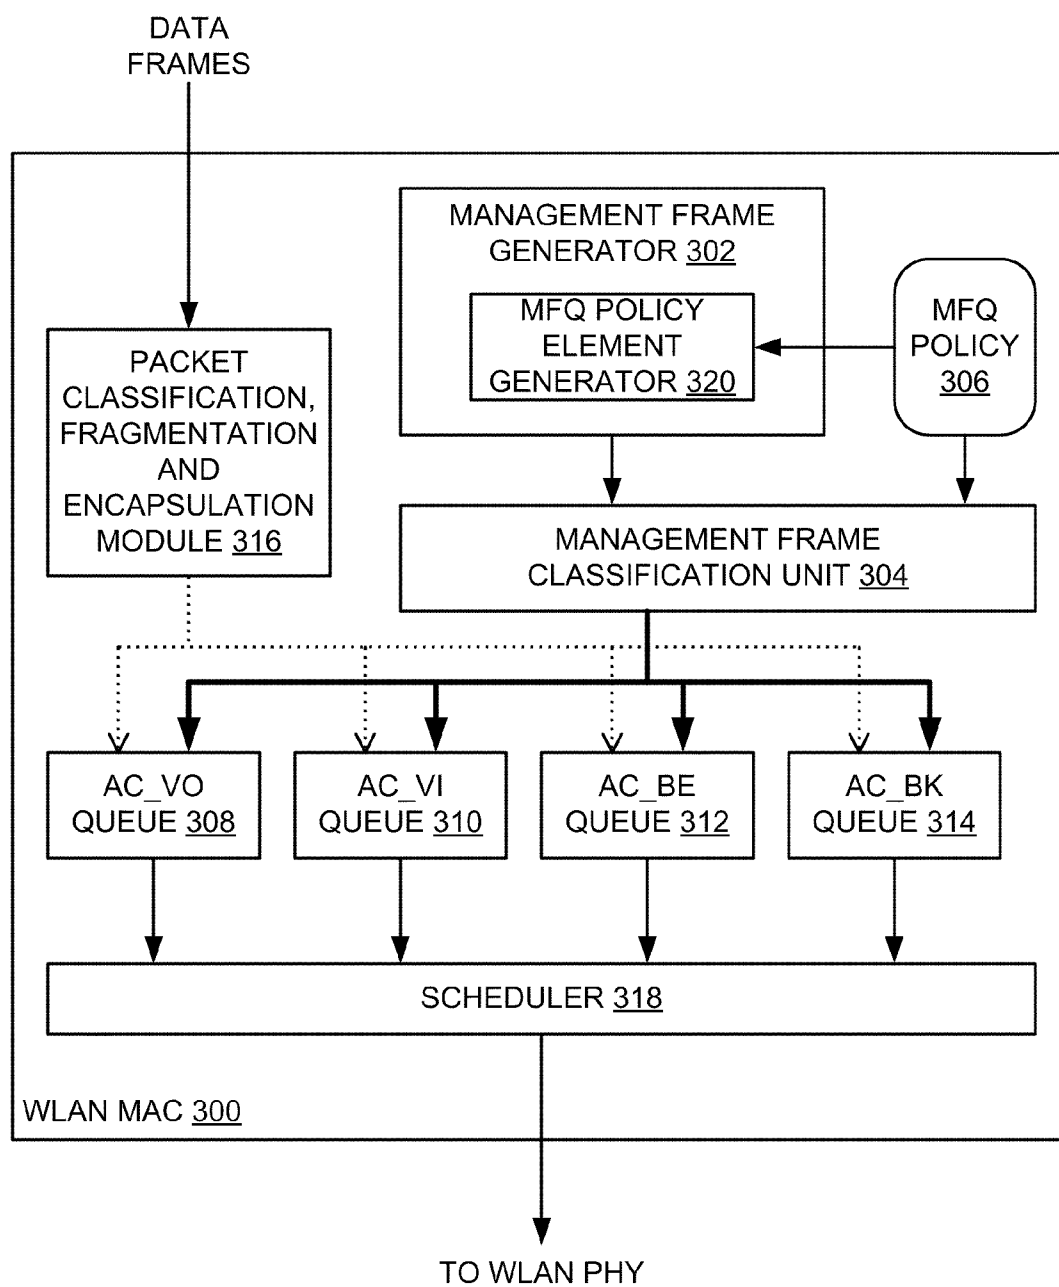 DATA
FRAMES
MANAGEMENT FRAME
GENERATOR 302
MFQ POLICY
ELEMENT
GENERATOR 320
MFQ
POLICY
306
PACKET
CLASSIFICATION,
FRAGMENTATION
AND
ENCAPSULATION
MODULE 316
MANAGEMENT FRAME
CLASSIFICATION UNIT 304
AC_VO
QUEUE 308
AC_VI
QUEUE 310
AC_BE
QUEUE 312
AC_BK
QUEUE 314
SCHEDULER 318
WLAN MAC 300
TO WLAN PHY